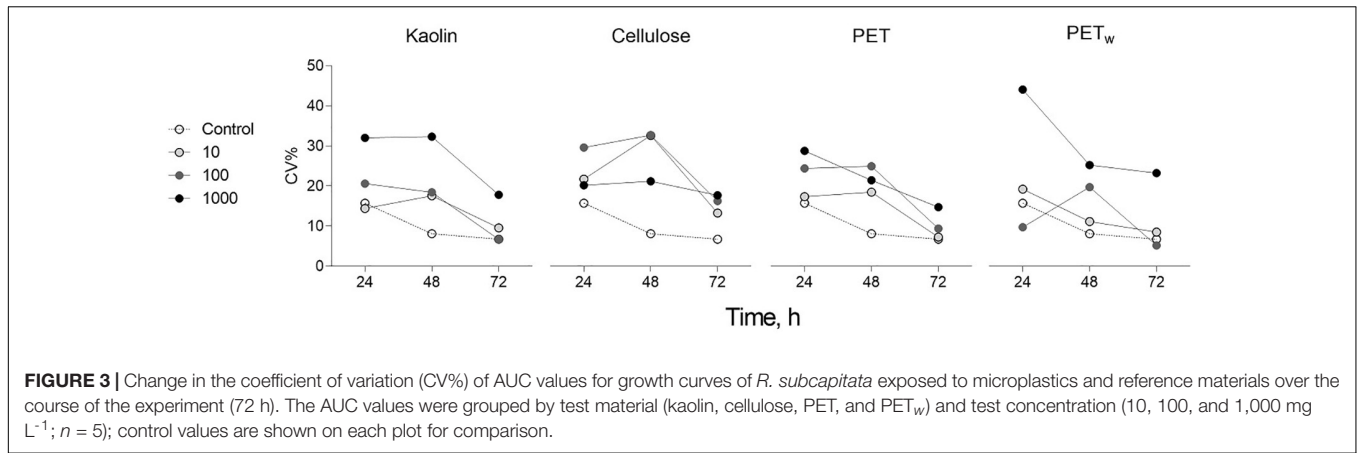 Kaolin Cellulose PET PETw
50
40
30
20
10
0
CV%
Control
10
100
1000
24 48 72 24 48 72 24 48 72 24 48 72
Time, h
FIGURE 3 | Change in the coefficient of variation (CV%) of AUC values for growth curves of R. subcapitata exposed to microplastics and reference materials over the
course of the experiment (72 h). The AUC values were grouped by test material (kaolin, cellulose, PET, and PETw) and test concentration (10, 100, and 1,000 mg
L-1; n = 5); control values are shown on each plot for comparison.